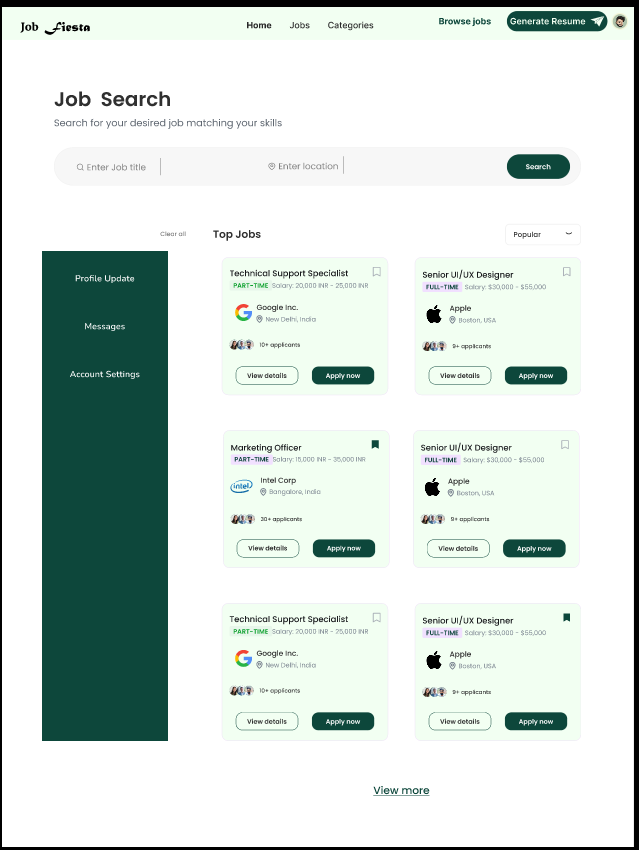 Job Fiesta Home Jobs Categories Browse jobs Generate Resume
Job Search
Search for your desired job matching your skills
Enter Job title Enter location Search
Clear all Top Jobs Popular
Profile Update
Messages
Account Settings
Technical Support Specialist
PART-TIME Salary: 20,000 INR - 25,000 INR
Google Inc.
New Delhi, India
10+ applicants
View details Apply now
Senior UI/UX Designer
FULL-TIME Salary: $30,000 - $55,000
Apple
Boston, USA
9+ applicants
View details Apply now
Marketing Officer
PART-TIME Salary: 15,000 INR - 35,000 INR
intel
Intel Corp
Bangalore, India
30+ applicants
View details Apply now
Senior UI/UX Designer
FULL-TIME Salary: $30,000 - $55,000
Apple
Boston, USA
9+ applicants
View details Apply now
Technical Support Specialist
PART-TIME Salary: 20,000 INR - 25,000 INR
Google Inc.
New Delhi, India
10+ applicants
View details Apply now
Senior UI/UX Designer
FULL-TIME Salary: $30,000 - $55,000
Apple
Boston, USA
9+ applicants
View details Apply now
View more